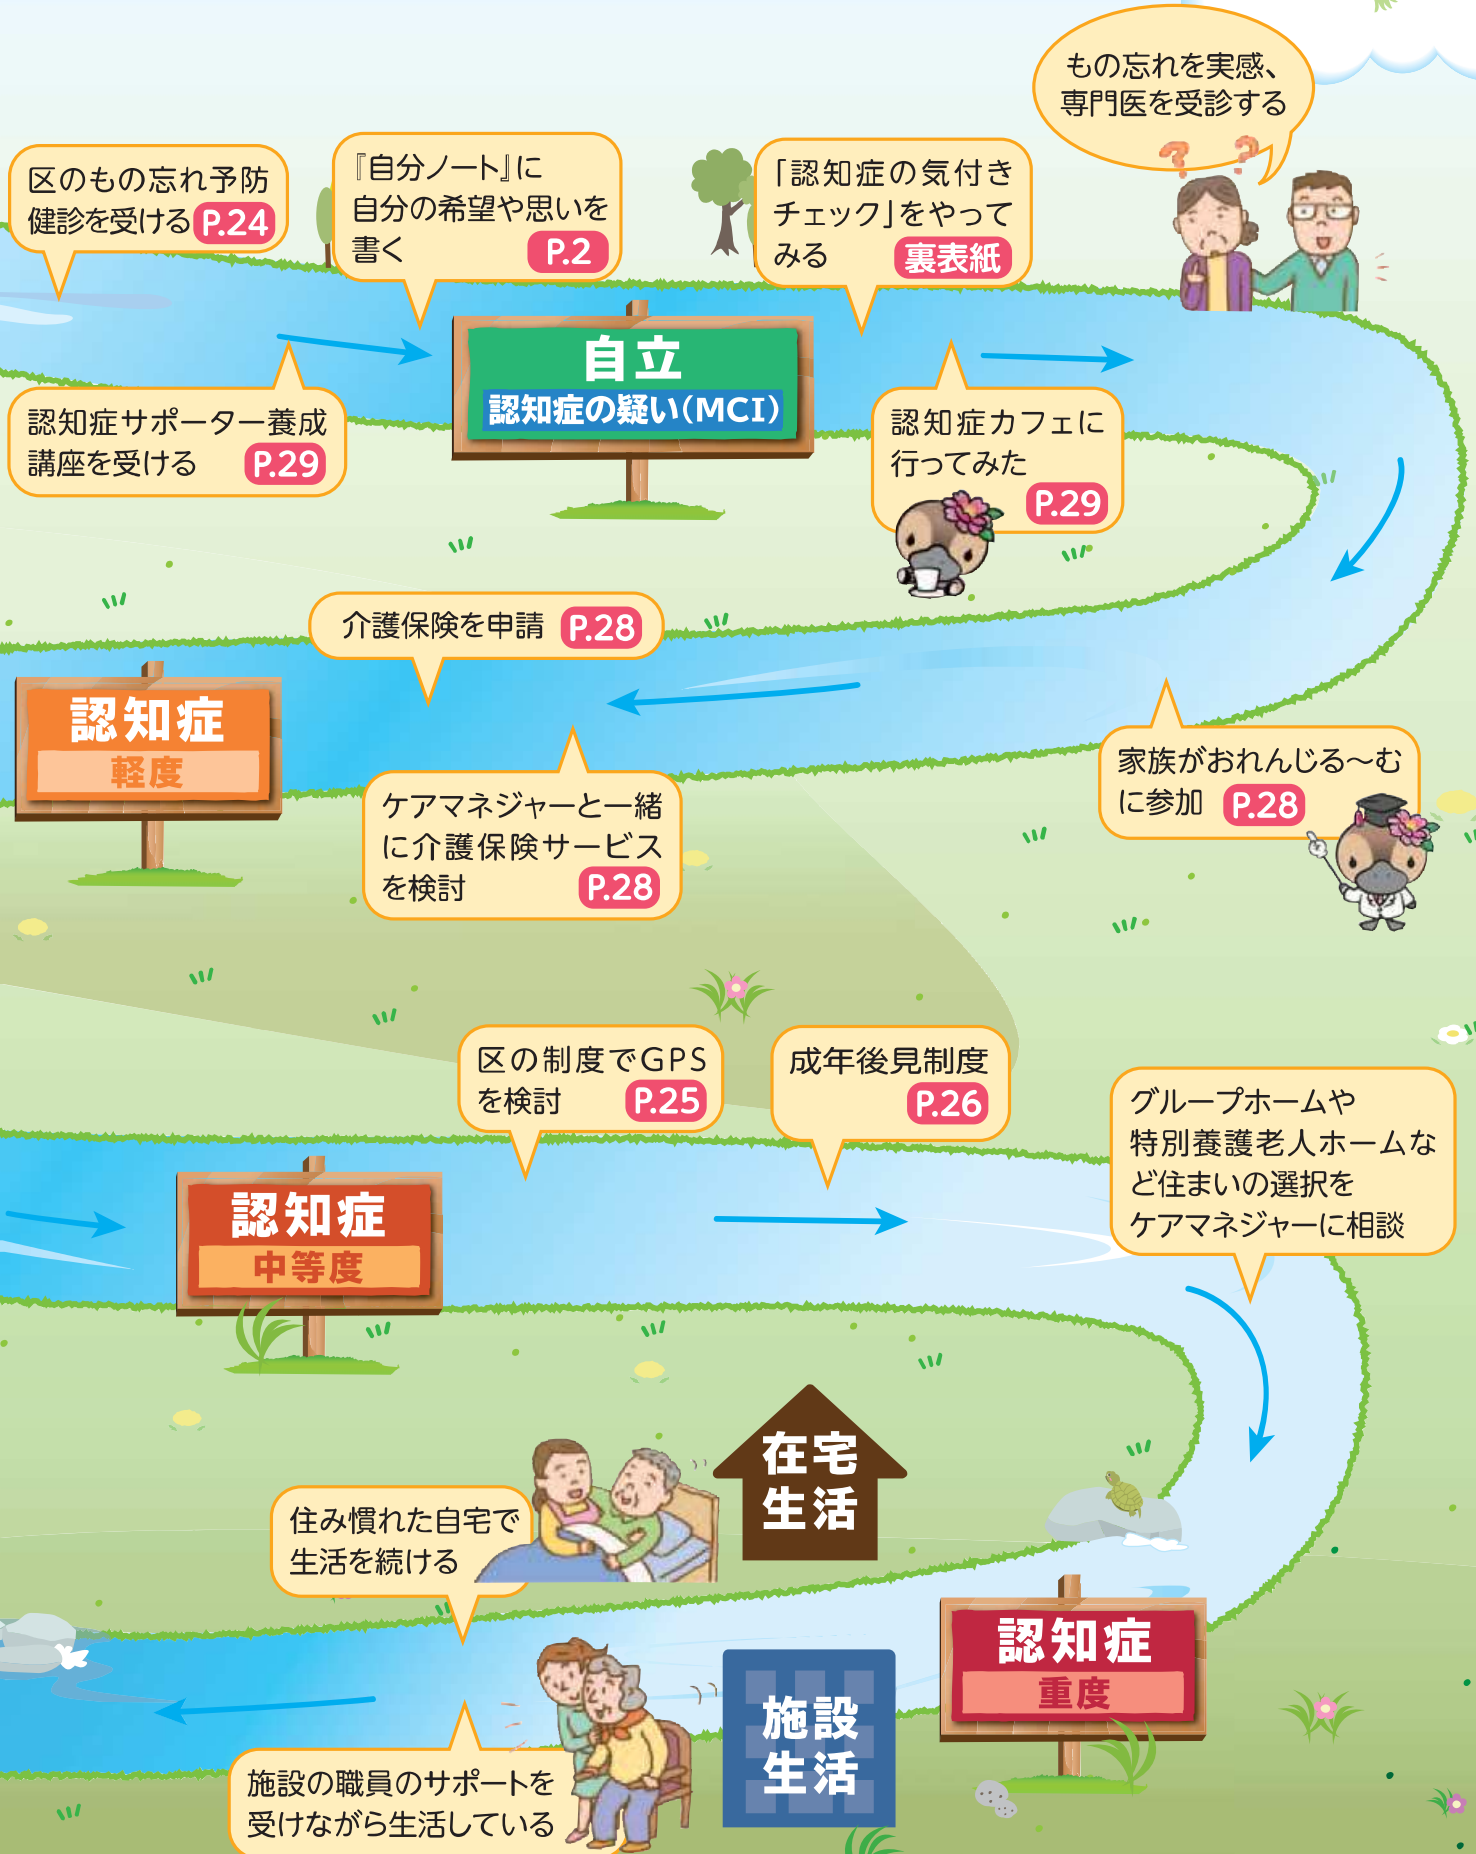 もの忘れを実感、
専門医を受診する
区のもの忘れ予防
健診を受ける P.24
『自分ノート』に
自分の希望や思いを
書く P.2
「認知症の気付き
チェック」をやって
みる 裏表紙
自立
認知症の疑い(MCI)
認知症サポーター養成
講座を受ける P.29
認知症カフェに
行ってみた
P.29
介護保険を申請 P.28
認知症
軽度
ケアマネジャーと一緒
に介護保険サービス
を検討 P.28
家族がおれんじる～む
に参加 P.28
区の制度でGPS
を検討 P.25
成年後見制度
P.26
グループホームや
特別養護老人ホームな
ど住まいの選択を
ケアマネジャーに相談
認知症
中等度
在宅
生活
住み慣れた自宅で
生活を続ける
認知症
重度
施設
生活
施設の職員のサポートを
受けながら生活している